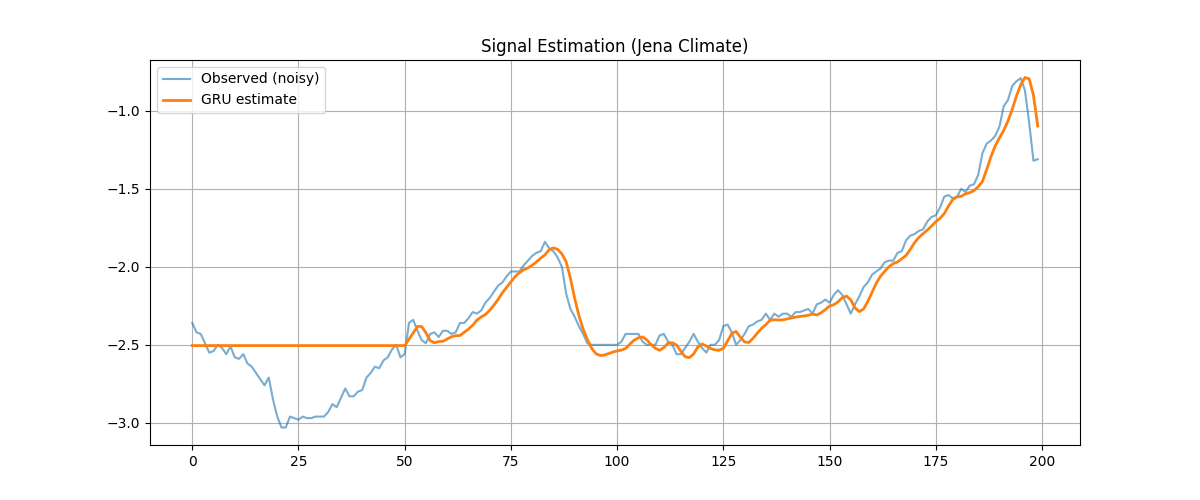 Signal Estimation (Jena Climate)
Observed (noisy)
GRU estimate
−1.0
−1.5
−2.0
−2.5
−3.0
0 25 50 75 100 125 150 175 200